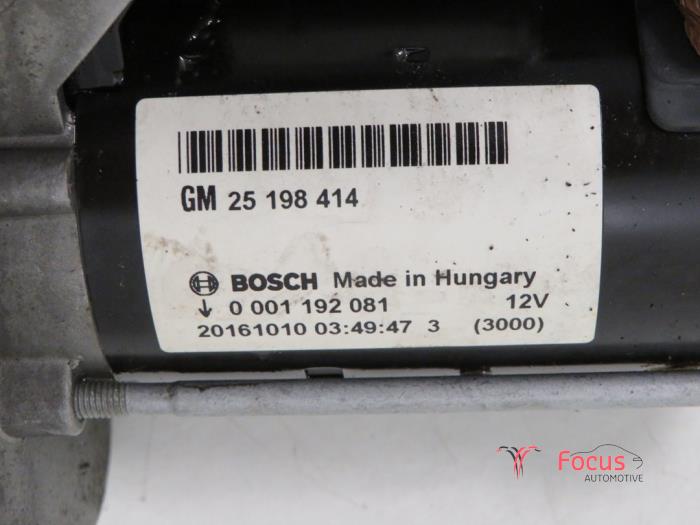 GM 25 198 414
BOSCH Made in Hungary
0 001 192 081 12V
20161010 03:49:47 3 (3000)
Focus
AUTOMOTIVE